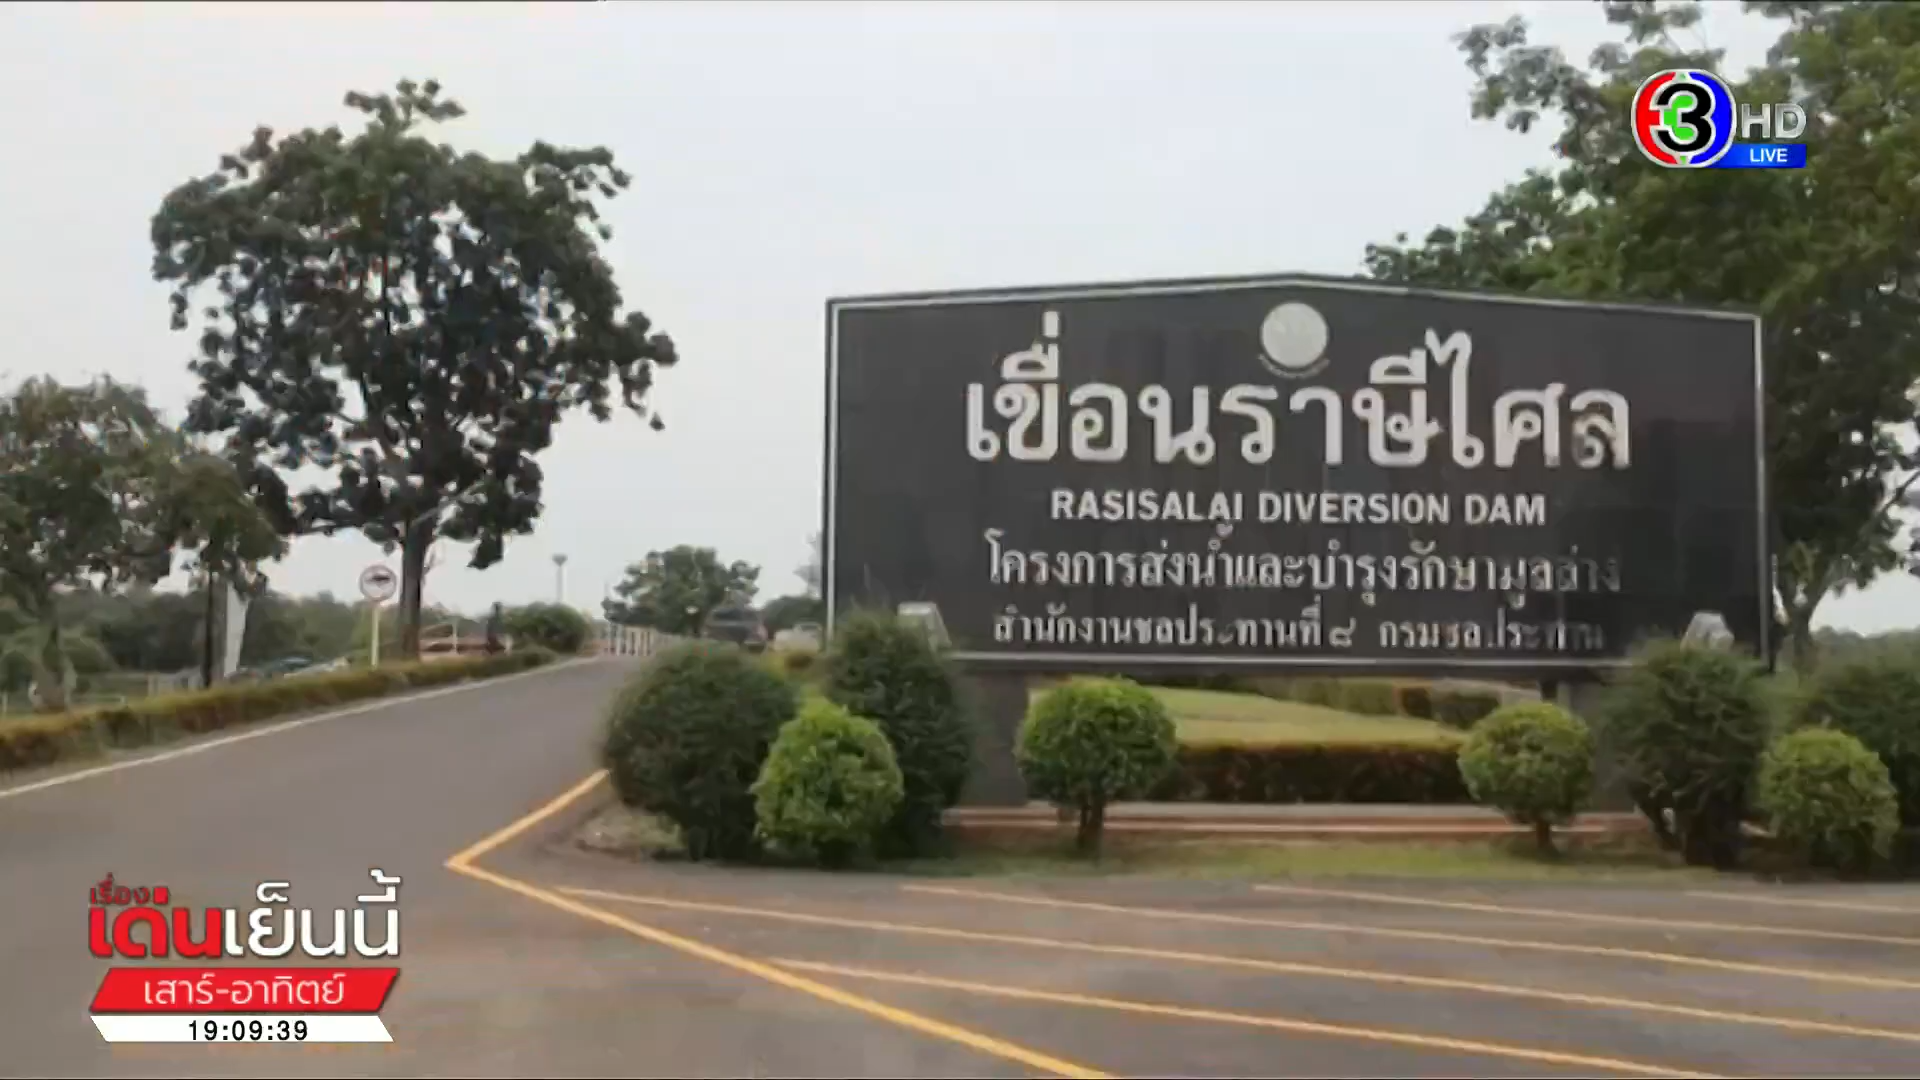 3 HD
LIVE
เขื่อนราษีไศล
RASISALAI DIVERSION DAM
โครงการส่งน้ำและบำรุงรักษามูลล่าง
สำนักงานชลประทานที่ ๘ กรมชลประทาน
เรื่อง
เด่นเย็นนี้
เสาร์-อาทิตย์
19:09:39